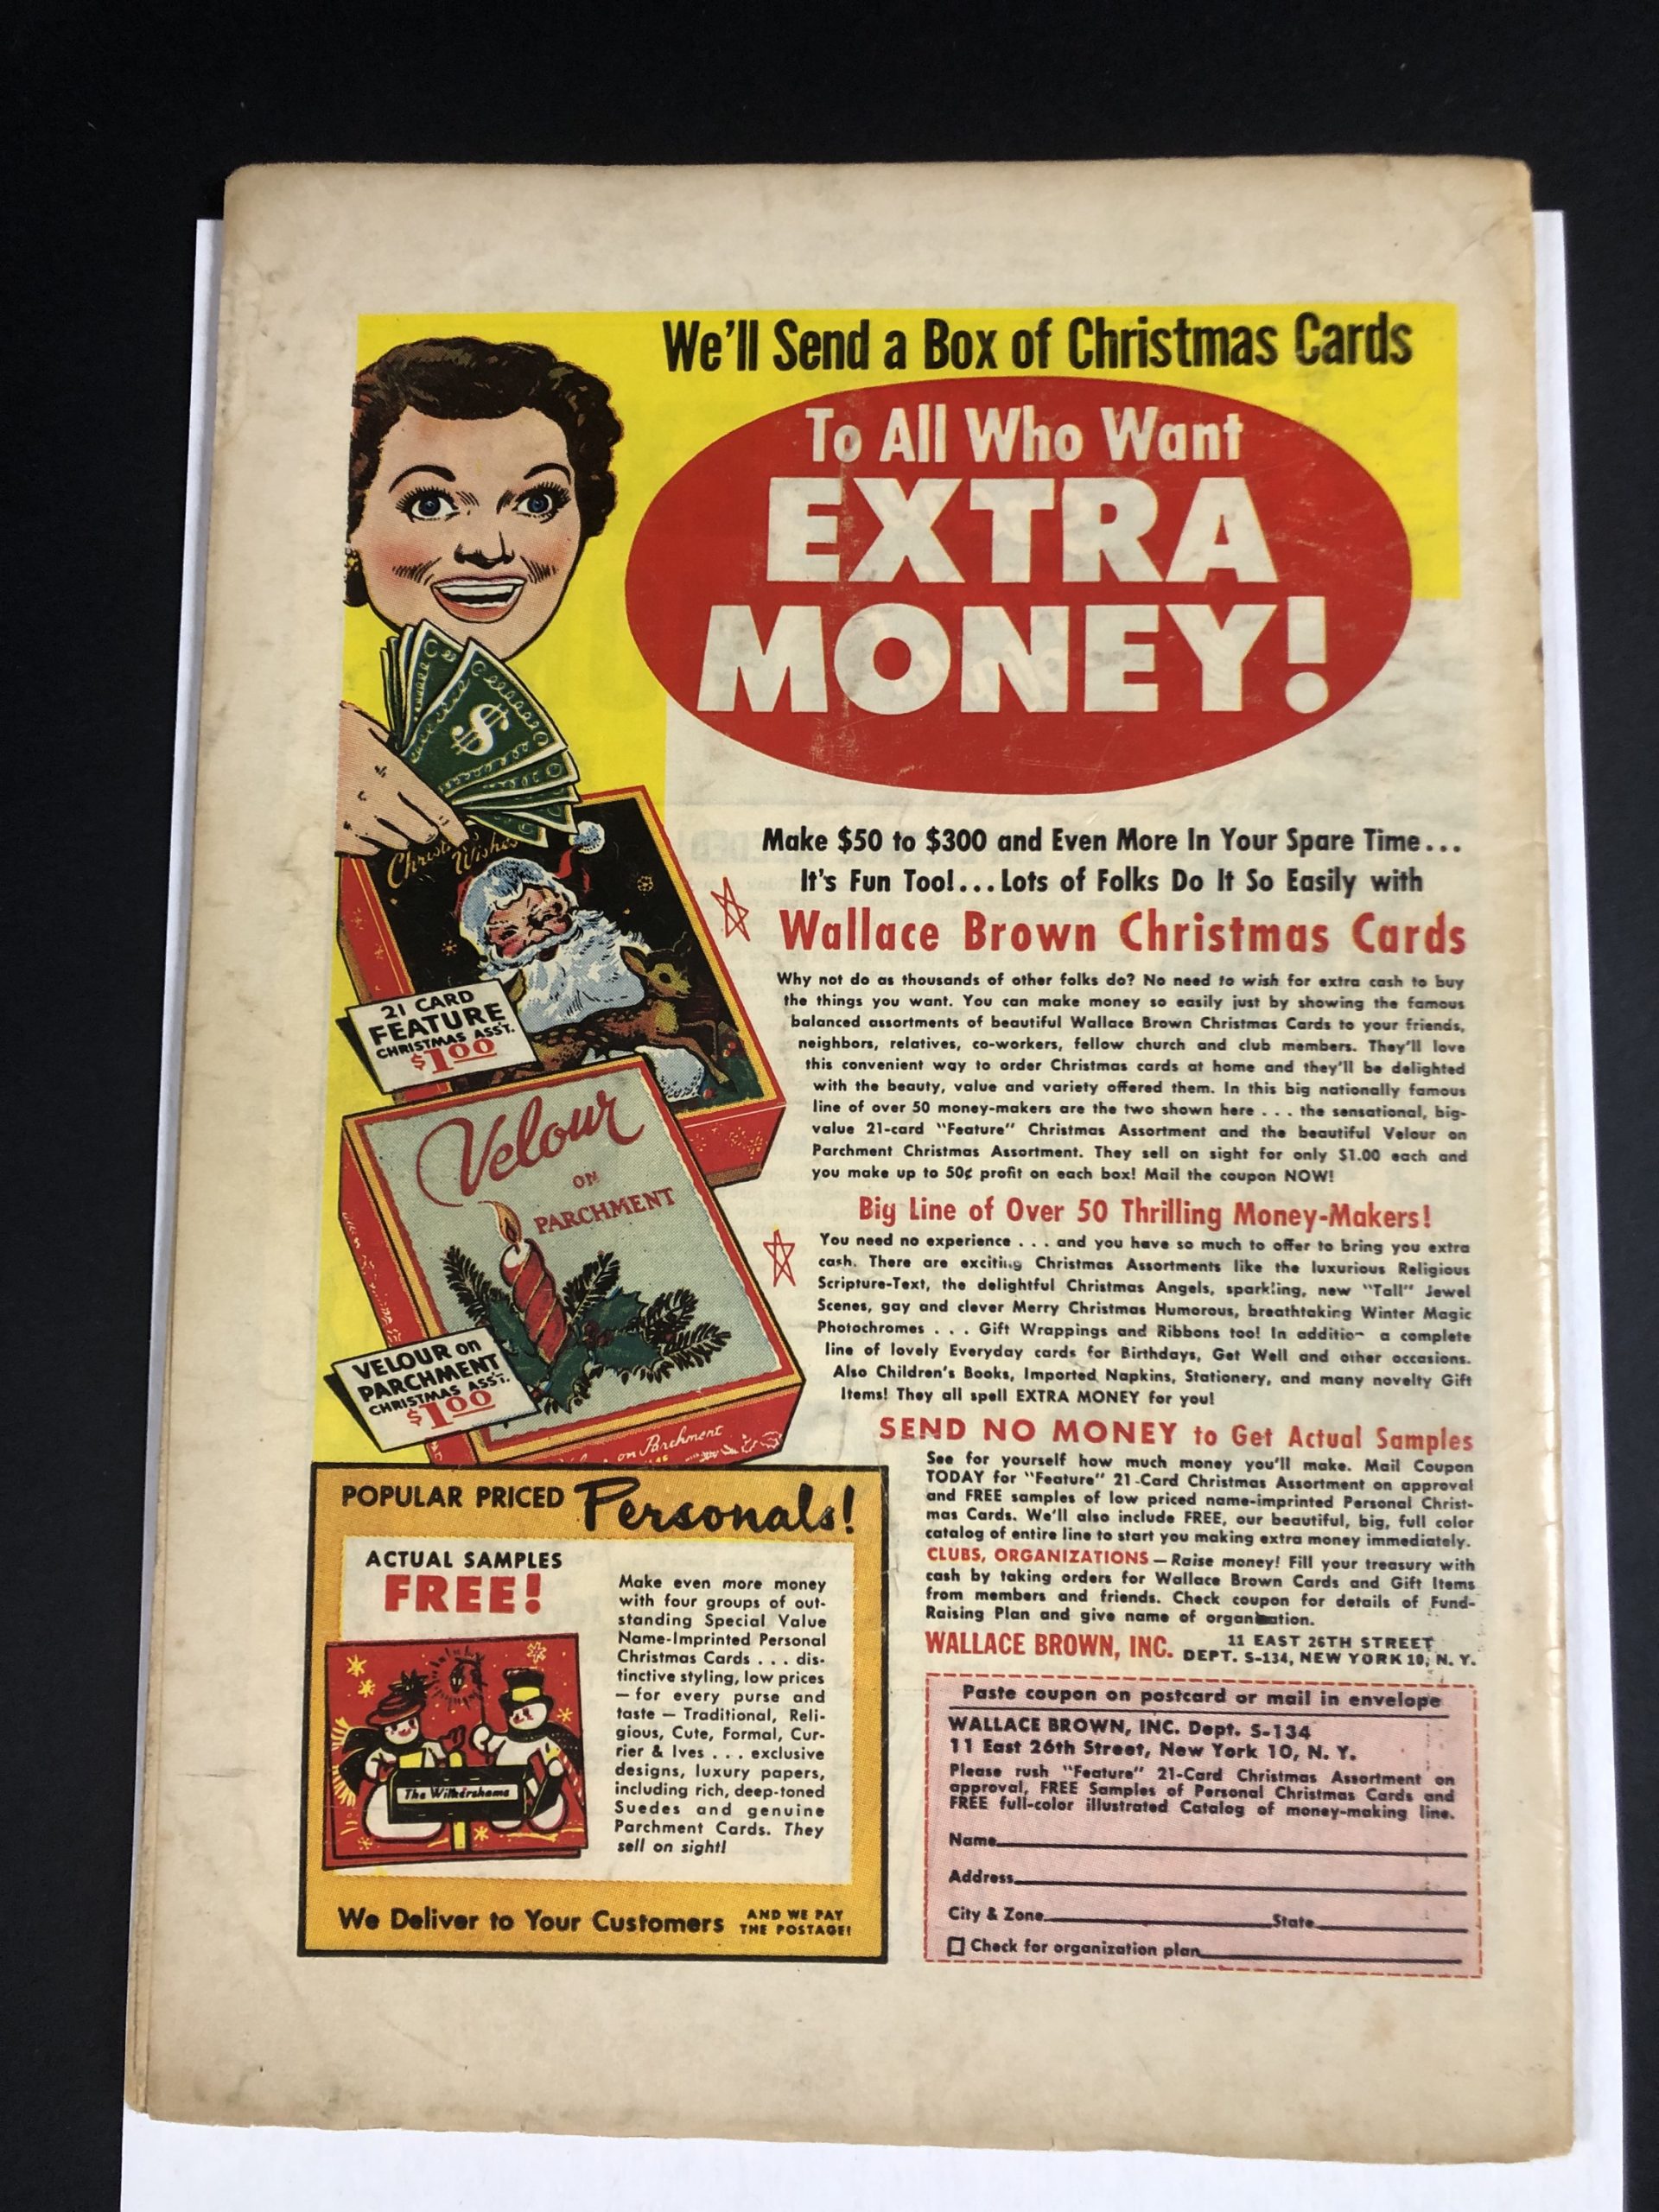 We'll Send a Box of Christmas Cards
To All Who Want
EXTRA
MONEY!
Christmas Wishes
21 CARD
FEATURE
CHRISTMAS ASS'T.
$1.00
Velour
ON
PARCHMENT
VELOUR on
PARCHMENT
CHRISTMAS ASS'T.
$1.00
on Parchment
Make $50 to $300 and Even More In Your Spare Time...
It's Fun Too!...Lots of Folks Do It So Easily with
Wallace Brown Christmas Cards
Why not do as thousands of other folks do? No need to wish for extra cash to buy
the things you want. You can make money so easily just by showing the famous
balanced assortments of beautiful Wallace Brown Christmas Cards to your friends,
neighbors, relatives, co-workers, fellow church and club members. They'll love
this convenient way to order Christmas cards at home and they'll be delighted
with the beauty, value and variety offered them. In this big nationally famous
line of over 50 money-makers are the two shown here . . . the sensational, big-
value 21-card "Feature" Christmas Assortment and the beautiful Velour on
Parchment Christmas Assortment. They sell on sight for only $1.00 each and
you make up to 50¢ profit on each box! Mail the coupon NOW!
Big Line of Over 50 Thrilling Money-Makers!
You need no experience . . . and you have so much to offer to bring you extra
cash. There are exciting Christmas Assortments like the luxurious Religious
Scripture-Text, the delightful Christmas Angels, sparkling, new "Tall" Jewel
Scenes, gay and clever Merry Christmas Humorous, breathtaking Winter Magic
Photochromes . . . Gift Wrappings and Ribbons too! In addition a complete
line of lovely Everyday cards for Birthdays, Get Well and other occasions.
Also Children's Books, Imported Napkins, Stationery, and many novelty Gift
Items! They all spell EXTRA MONEY for you!
SEND NO MONEY to Get Actual Samples
See for yourself how much money you'll make. Mail Coupon
TODAY for "Feature" 21-Card Christmas Assortment on approval
and FREE samples of low priced name-imprinted Personal Christ-
mas Cards. We'll also include FREE, our beautiful, big, full color
catalog of entire line to start you making extra money immediately.
CLUBS, ORGANIZATIONS — Raise money! Fill your treasury with
cash by taking orders for Wallace Brown Cards and Gift Items
from members and friends. Check coupon for details of Fund-
Raising Plan and give name of organization.
WALLACE BROWN, INC. 11 EAST 26TH STREET
DEPT. S-134, NEW YORK 10, N. Y.
POPULAR PRICED Personals!
ACTUAL SAMPLES
FREE!
The Wilkershams
Make even more money
with four groups of out-
standing Special Value
Name-Imprinted Personal
Christmas Cards . . . dis-
tinctive styling, low prices
— for every purse and
taste — Traditional, Reli-
gious, Cute, Formal, Cur-
rier & Ives . . . exclusive
designs, luxury papers,
including rich, deep-toned
Suedes and genuine
Parchment Cards. They
sell on sight!
We Deliver to Your Customers AND WE PAY
THE POSTAGE!
Paste coupon on postcard or mail in envelope
WALLACE BROWN, INC. Dept. S-134
11 East 26th Street, New York 10, N. Y.
Please rush "Feature" 21-Card Christmas Assortment on
approval, FREE Samples of Personal Christmas Cards and
FREE full-color illustrated Catalog of money-making line.
Name
Address
City & Zone State
Check for organization plan